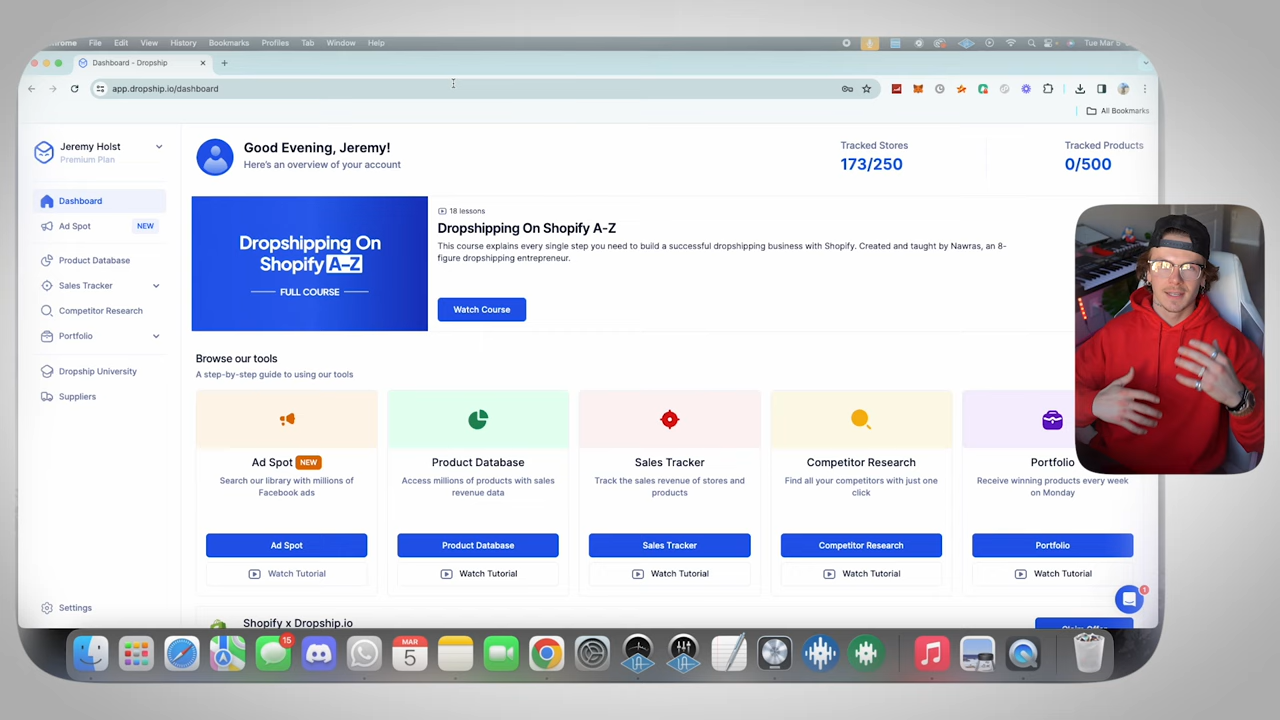 File Edit View History Bookmarks Profiles Tab Window Help
Dashboard - Dropship
app.dropship.io/dashboard
All Bookmarks
Jeremy Holst
Premium Plan
Dashboard
Ad Spot NEW
Product Database
Sales Tracker
Competitor Research
Portfolio
Dropship University
Suppliers
Settings
Good Evening, Jeremy!
Here's an overview of your account
Tracked Stores
173/250
Tracked Products
0/500
Dropshipping On
Shopify A-Z
FULL COURSE
18 lessons
Dropshipping On Shopify A-Z
This course explains every single step you need to build a successful dropshipping business with Shopify. Created and taught by Nawras, an 8-
figure dropshipping entrepreneur.
Watch Course
Browse our tools
A step-by-step guide to using our tools
Ad Spot NEW
Search our library with millions of
Facebook ads
Ad Spot
Watch Tutorial
Product Database
Access millions of products with sales
revenue data
Product Database
Watch Tutorial
Sales Tracker
Track the sales revenue of stores and
products
Sales Tracker
Watch Tutorial
Competitor Research
Find all your competitors with just one
click
Competitor Research
Watch Tutorial
Portfolio
Receive winning products every week
on Monday
Portfolio
Watch Tutorial
1
Shopify x Dropship.io
Claim Offer
15
MAR
5